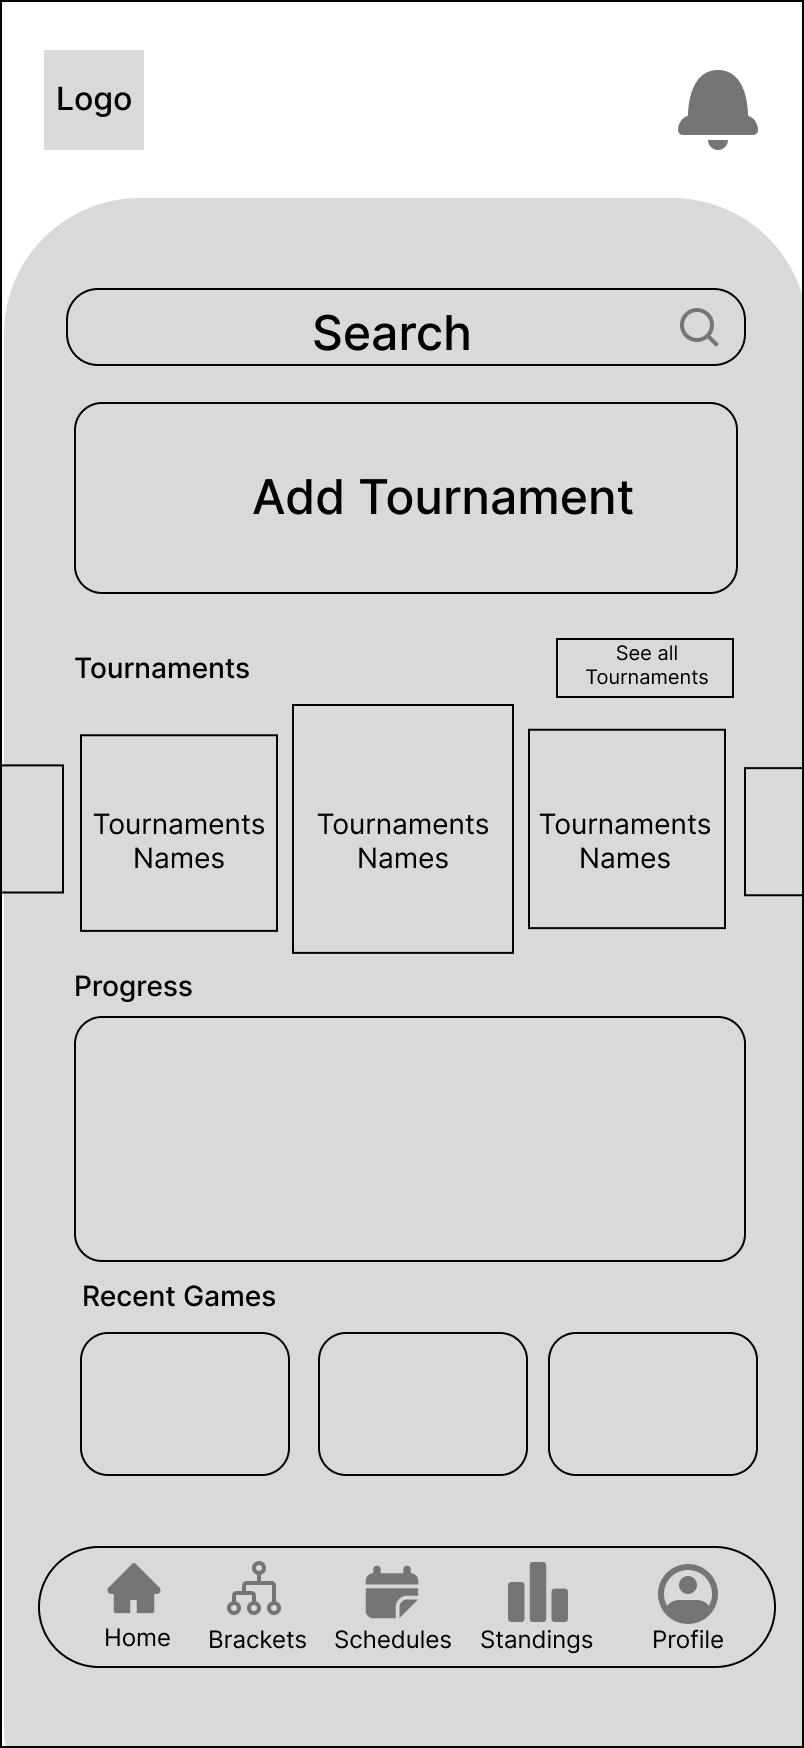 Logo
Search
Add Tournament
Tournaments
See all
Tournaments
Tournaments
Names
Tournaments
Names
Tournaments
Names
Progress
Recent Games
Home
Brackets
Schedules
Standings
Profile